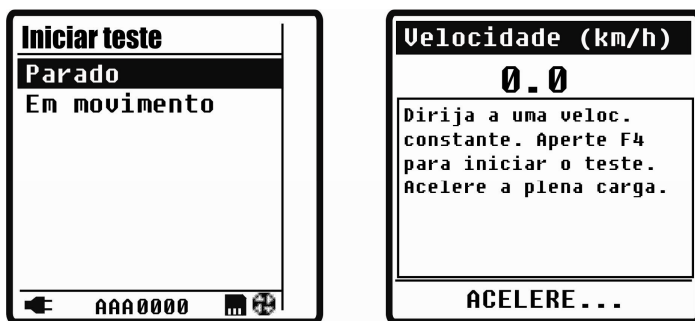 Iniciar teste
Parado
Em movimento
AAA0000
Velocidade (km/h)
0.0
Dirija a uma veloc.
constante. Aperte F4
para iniciar o teste.
Acelere a plena carga.
ACELERE...